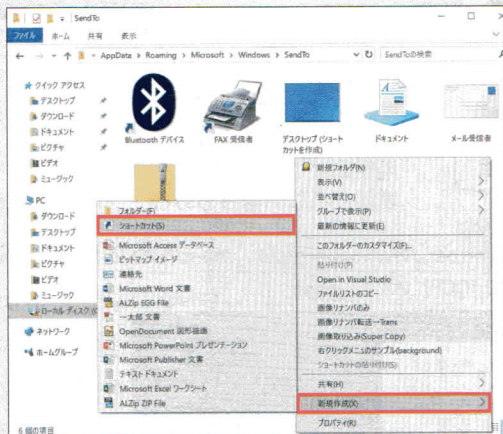 SendTo
ファイル ホーム 共有 表示
AppData > Roaming > Microsoft > Windows > SendTo
SendToの検索
クイック アクセス
デスクトップ
ダウンロード
ドキュメント
ピクチャ
ビデオ
ミュージック
PC
ダウンロード
デスクトップ
ドキュメント
ピクチャ
ビデオ
ミュージック
ローカル ディスク (C
ネットワーク
ホームグループ
6 個の項目
Bluetooth デバイス
FAX 受信者
デスクトップ (ショート
カットを作成)
ドキュメント
メール受信者
フォルダー(F)
ショートカット(S)
Microsoft Access データベース
ビットマップ イメージ
連絡先
Microsoft Word 文書
ALZip EGG File
一太郎 文書
OpenDocument 図形描画
Microsoft PowerPoint プレゼンテーション
Microsoft Publisher 文書
テキスト ドキュメント
Microsoft Excel ワークシート
ALZip ZIP File
新規フォルダ(N)
表示(V)
並べ替え(O)
グループで表示(P)
最新の情報に更新(E)
このフォルダーのカスタマイズ(F)...
貼り付け(P)
Open in Visual Studio
ファイルリストのコピー
画像リナンバのみ
画像リナンバ転送→Trans
画像取り込み(Super Copy)
右クリックメニューのサンプル(background)
ショートカットの貼り付け(S)
共有(H)
新規作成(X)
プロパティ(R)